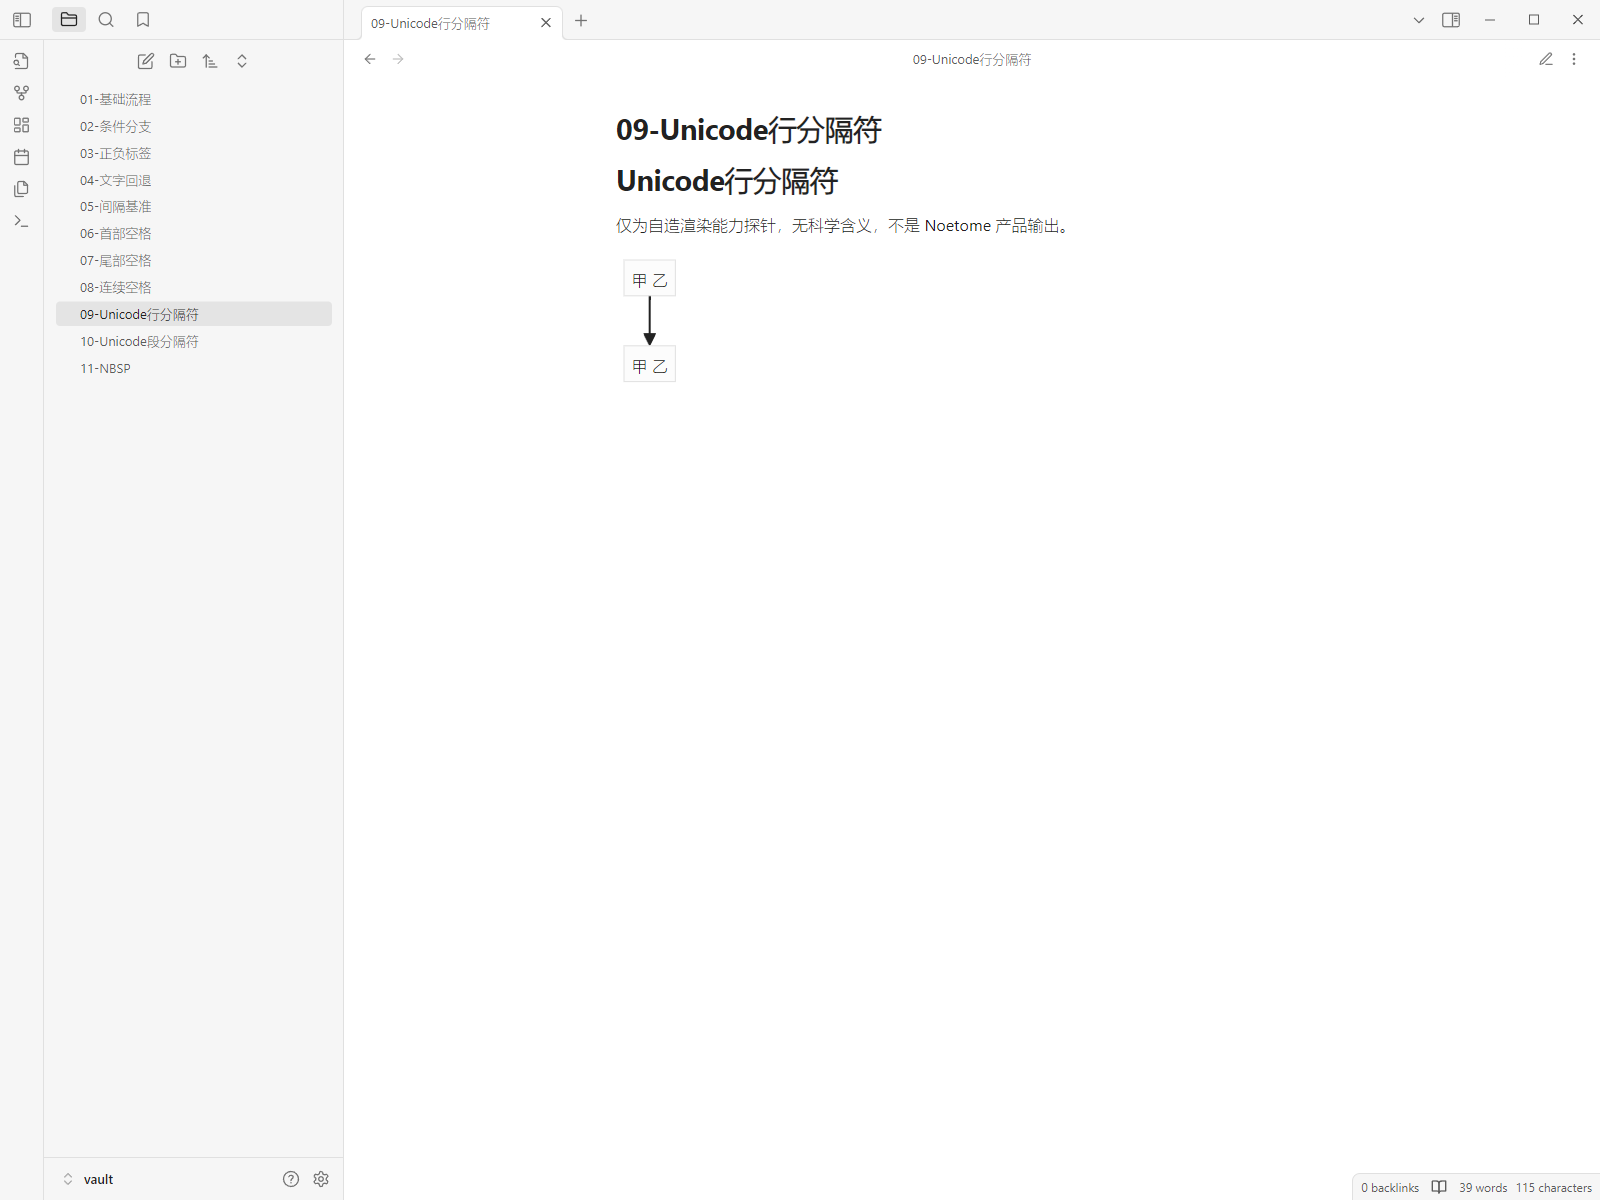 09-Unicode行分隔符
09-Unicode行分隔符
01-基础流程
02-条件分支
03-正负标签
04-文字回退
05-间隔基准
06-首部空格
07-尾部空格
08-连续空格
09-Unicode行分隔符
10-Unicode段分隔符
11-NBSP
09-Unicode行分隔符
Unicode行分隔符
仅为自造渲染能力探针，无科学含义，不是 Noetome 产品输出。
甲 乙
甲 乙
vault
0 backlinks 39 words 115 characters